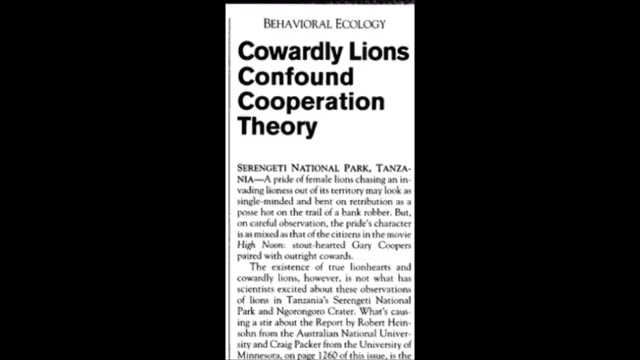 BEHAVIORAL ECOLOGY
Cowardly Lions
Confound
Cooperation
Theory
SERENGETI NATIONAL PARK, TANZA-
NIA—A pride of female lions chasing an in-
vading lioness out of its territory may look as
single-minded and bent on retribution as a
posse hot on the trail of a bank robber. But,
on careful observation, the pride's character
is as mixed as that of the citizens in the movie
High Noon: stout-hearted Gary Coopers
paired with outright cowards.
The existence of true lionhearts and
cowardly lions, however, is not what has
scientists excited about these observations
of lions in Tanzania's Serengeti National
Park and Ngorongoro Crater. What's caus-
ing a stir about the Report by Robert Hein-
sohn from the Australian National Univer-
sity and Craig Packer from the University of
Minnesota, on page 1260 of this issue, is the